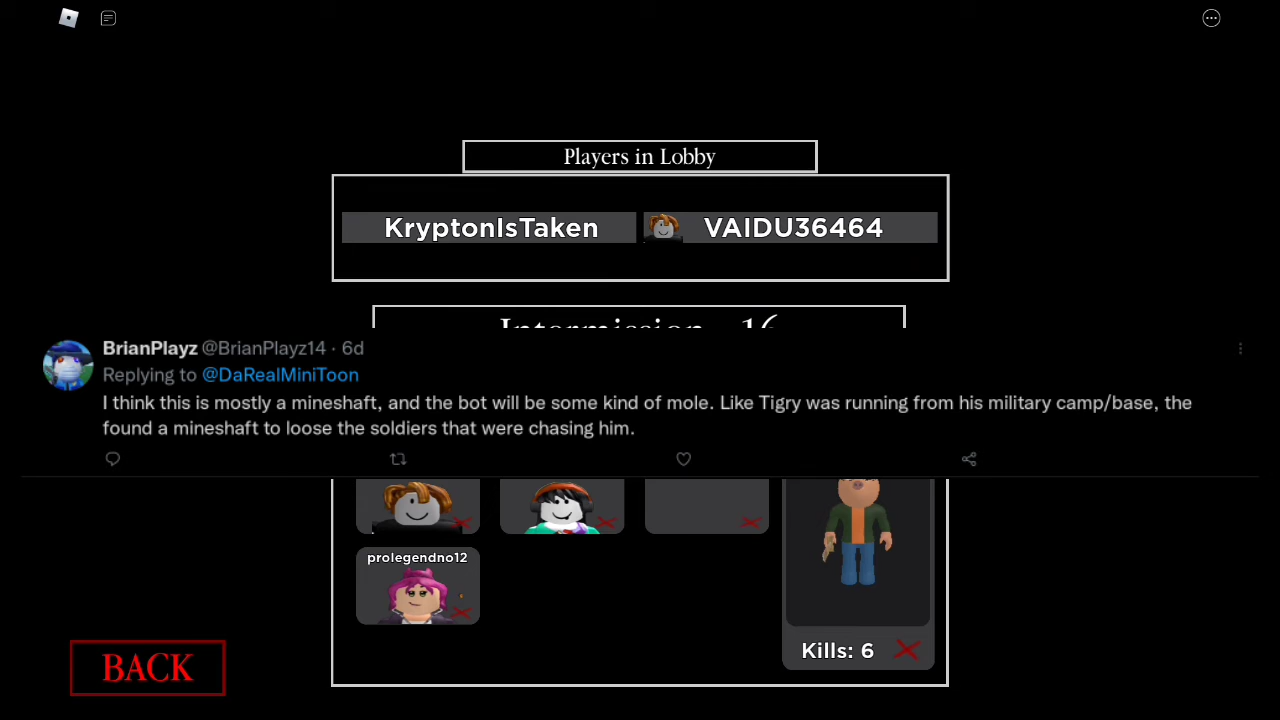 Players in Lobby
KryptonIsTaken
VAIDU36464
Intermission - 16
BrianPlayz @BrianPlayz14 · 6d
Replying to @DaRealMiniToon
I think this is mostly a mineshaft, and the bot will be some kind of mole. Like Tigry was running from his military camp/base, the
found a mineshaft to loose the soldiers that were chasing him.
prolegendno12
Kills: 6
BACK